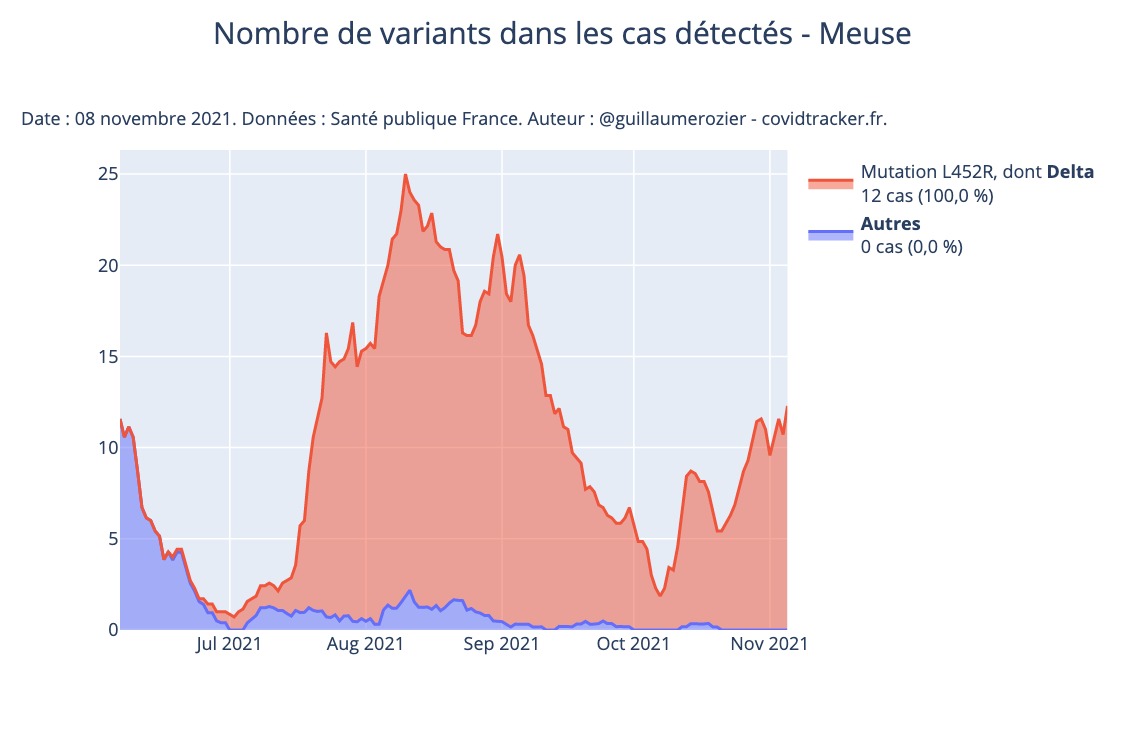 Nombre de variants dans les cas détectés - Meuse
Date : 08 novembre 2021. Données : Santé publique France. Auteur : @guillaumerozier - covidtracker.fr.
25
20
15
10
5
0
Jul 2021
Aug 2021
Sep 2021
Oct 2021
Nov 2021
Mutation L452R, dont Delta
12 cas (100,0 %)
Autres
0 cas (0,0 %)